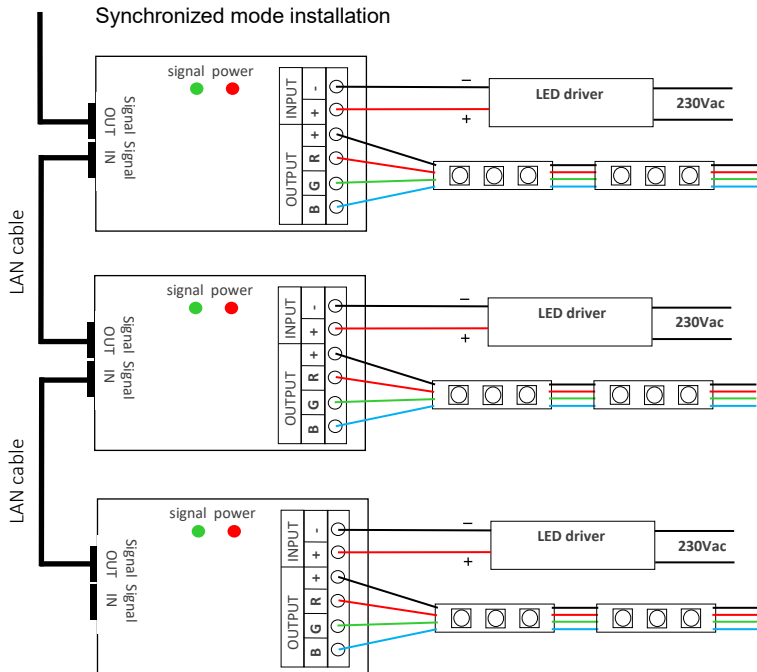 Synchronized mode installation
signal power
Signal Signal
OUT IN
INPUT
OUTPUT
-
+
+
R
G
B
–
+
LED driver
230Vac
LAN cable
signal power
Signal Signal
OUT IN
INPUT
OUTPUT
-
+
+
R
G
B
–
+
LED driver
230Vac
LAN cable
signal power
Signal Signal
OUT IN
INPUT
OUTPUT
-
+
+
R
G
B
–
+
LED driver
230Vac